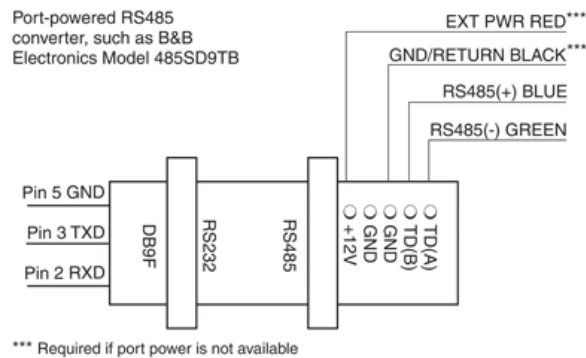 Port-powered RS485
converter, such as B&B
Electronics Model 485SD9TB
EXT PWR RED***
GND/RETURN BLACK***
RS485(+) BLUE
RS485(-) GREEN
Pin 5 GND
Pin 3 TXD
Pin 2 RXD
DB9F
RS232
RS485
+12V
GND
GND
TD(B)
TD(A)
*** Required if port power is not available